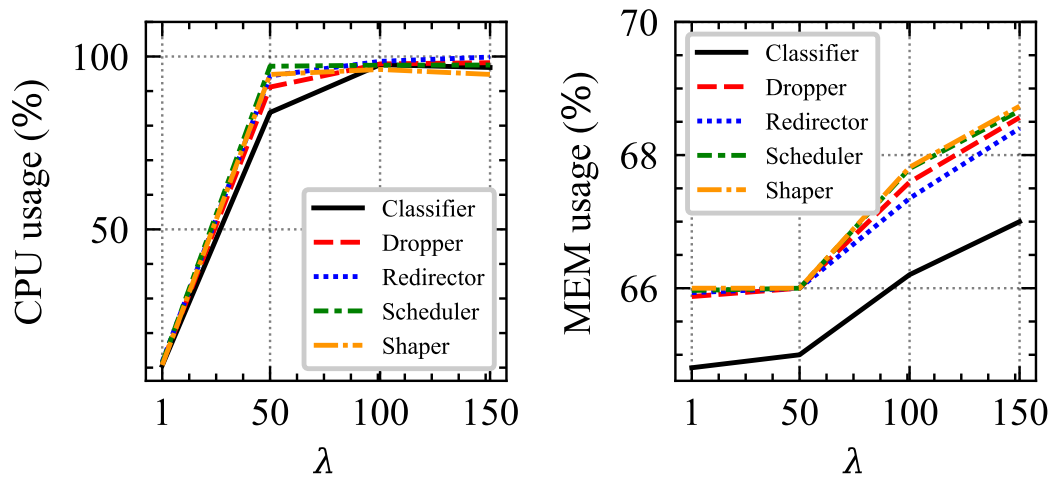 CPU usage (%)
100
50
Classifier
Dropper
Redirector
Scheduler
Shaper
1 50 100 150
λ
MEM usage (%)
70
68
66
Classifier
Dropper
Redirector
Scheduler
Shaper
1 50 100 150
λ